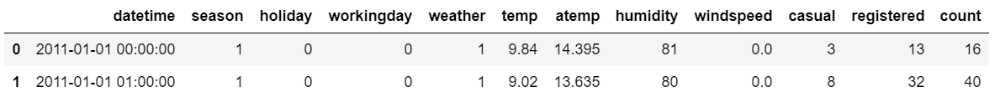 datetime season holiday workingday weather temp atemp humidity windspeed casual registered count
0 2011-01-01 00:00:00 1 0 0 1 9.84 14.395 81 0.0 3 13 16
1 2011-01-01 01:00:00 1 0 0 1 9.02 13.635 80 0.0 8 32 40